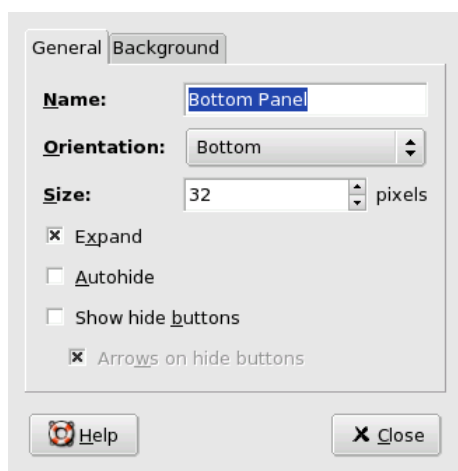 General Background
Name: Bottom Panel
Orientation: Bottom
Size: 32 pixels
Expand
Autohide
Show hide buttons
Arrows on hide buttons
Help Close